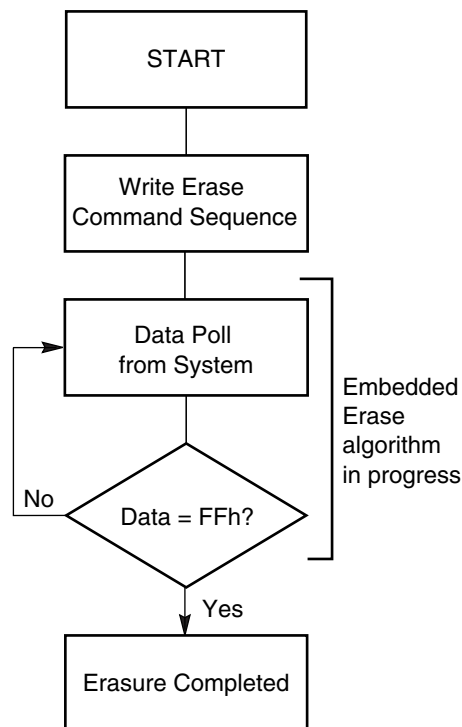 START
Write Erase
Command Sequence
Data Poll
from System
Embedded
Erase
algorithm
in progress
No
Data = FFh?
Yes
Erasure Completed